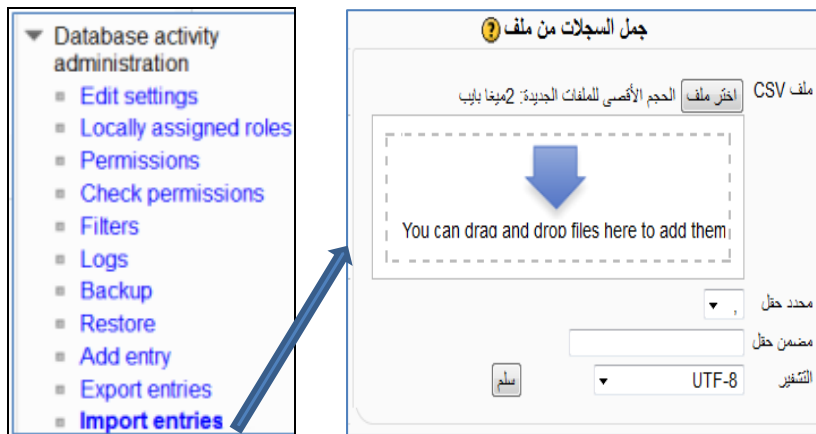 Database activity
administration
Edit settings
Locally assigned roles
Permissions
Check permissions
Filters
Logs
Backup
Restore
Add entry
Export entries
Import entries
جمل السجلات من ملف
ملف CSV اختر ملف الحجم الأقصى للملفات الجديدة: 2ميغا بايب
You can drag and drop files here to add them
محدد حقل ,
مضمن حقل
التشفير UTF-8
سلم